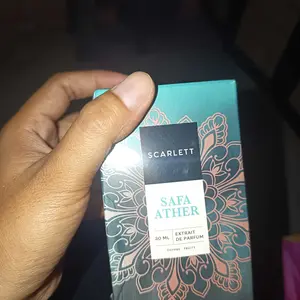 SCARLETT
SAFA
ATHER
30 ML
EXTRAIT
DE PARFUM